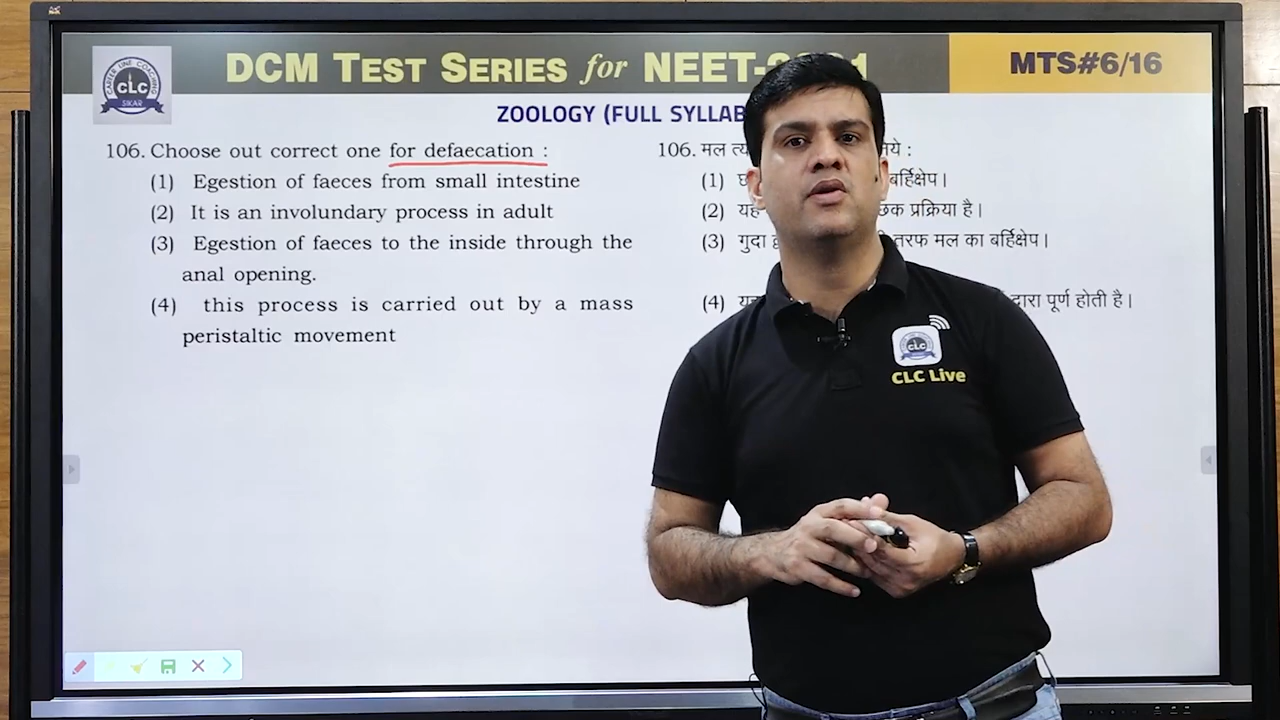 DCM TEST SERIES for NEET-
MTS#6/16
CAREER LINE COACHING
CLC
SIKAR
ZOOLOGY (FULL SYLLAB
106. Choose out correct one for defaecation :
(1) Egestion of faeces from small intestine
(2) It is an involundary process in adult
(3) Egestion of faeces to the inside through the
anal opening.
(4) this process is carried out by a mass
peristaltic movement
106. मल :
(1) बर्हिक्षेप।
(2) प्रक्रिया है।
(3) गुदा तरफ मल का बर्हिक्षेप।
(4) द्वारा पूर्ण होती है।
CLC
CLC Live